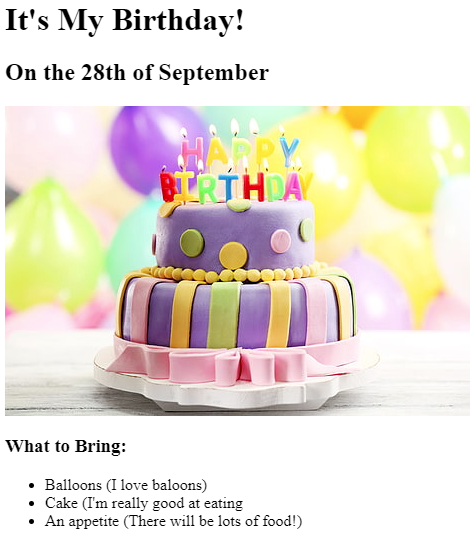 It's My Birthday!
On the 28th of September
HAPPY
BIRTHDAY
What to Bring:
Balloons (I love baloons)
Cake (I'm really good at eating
An appetite (There will be lots of food!)